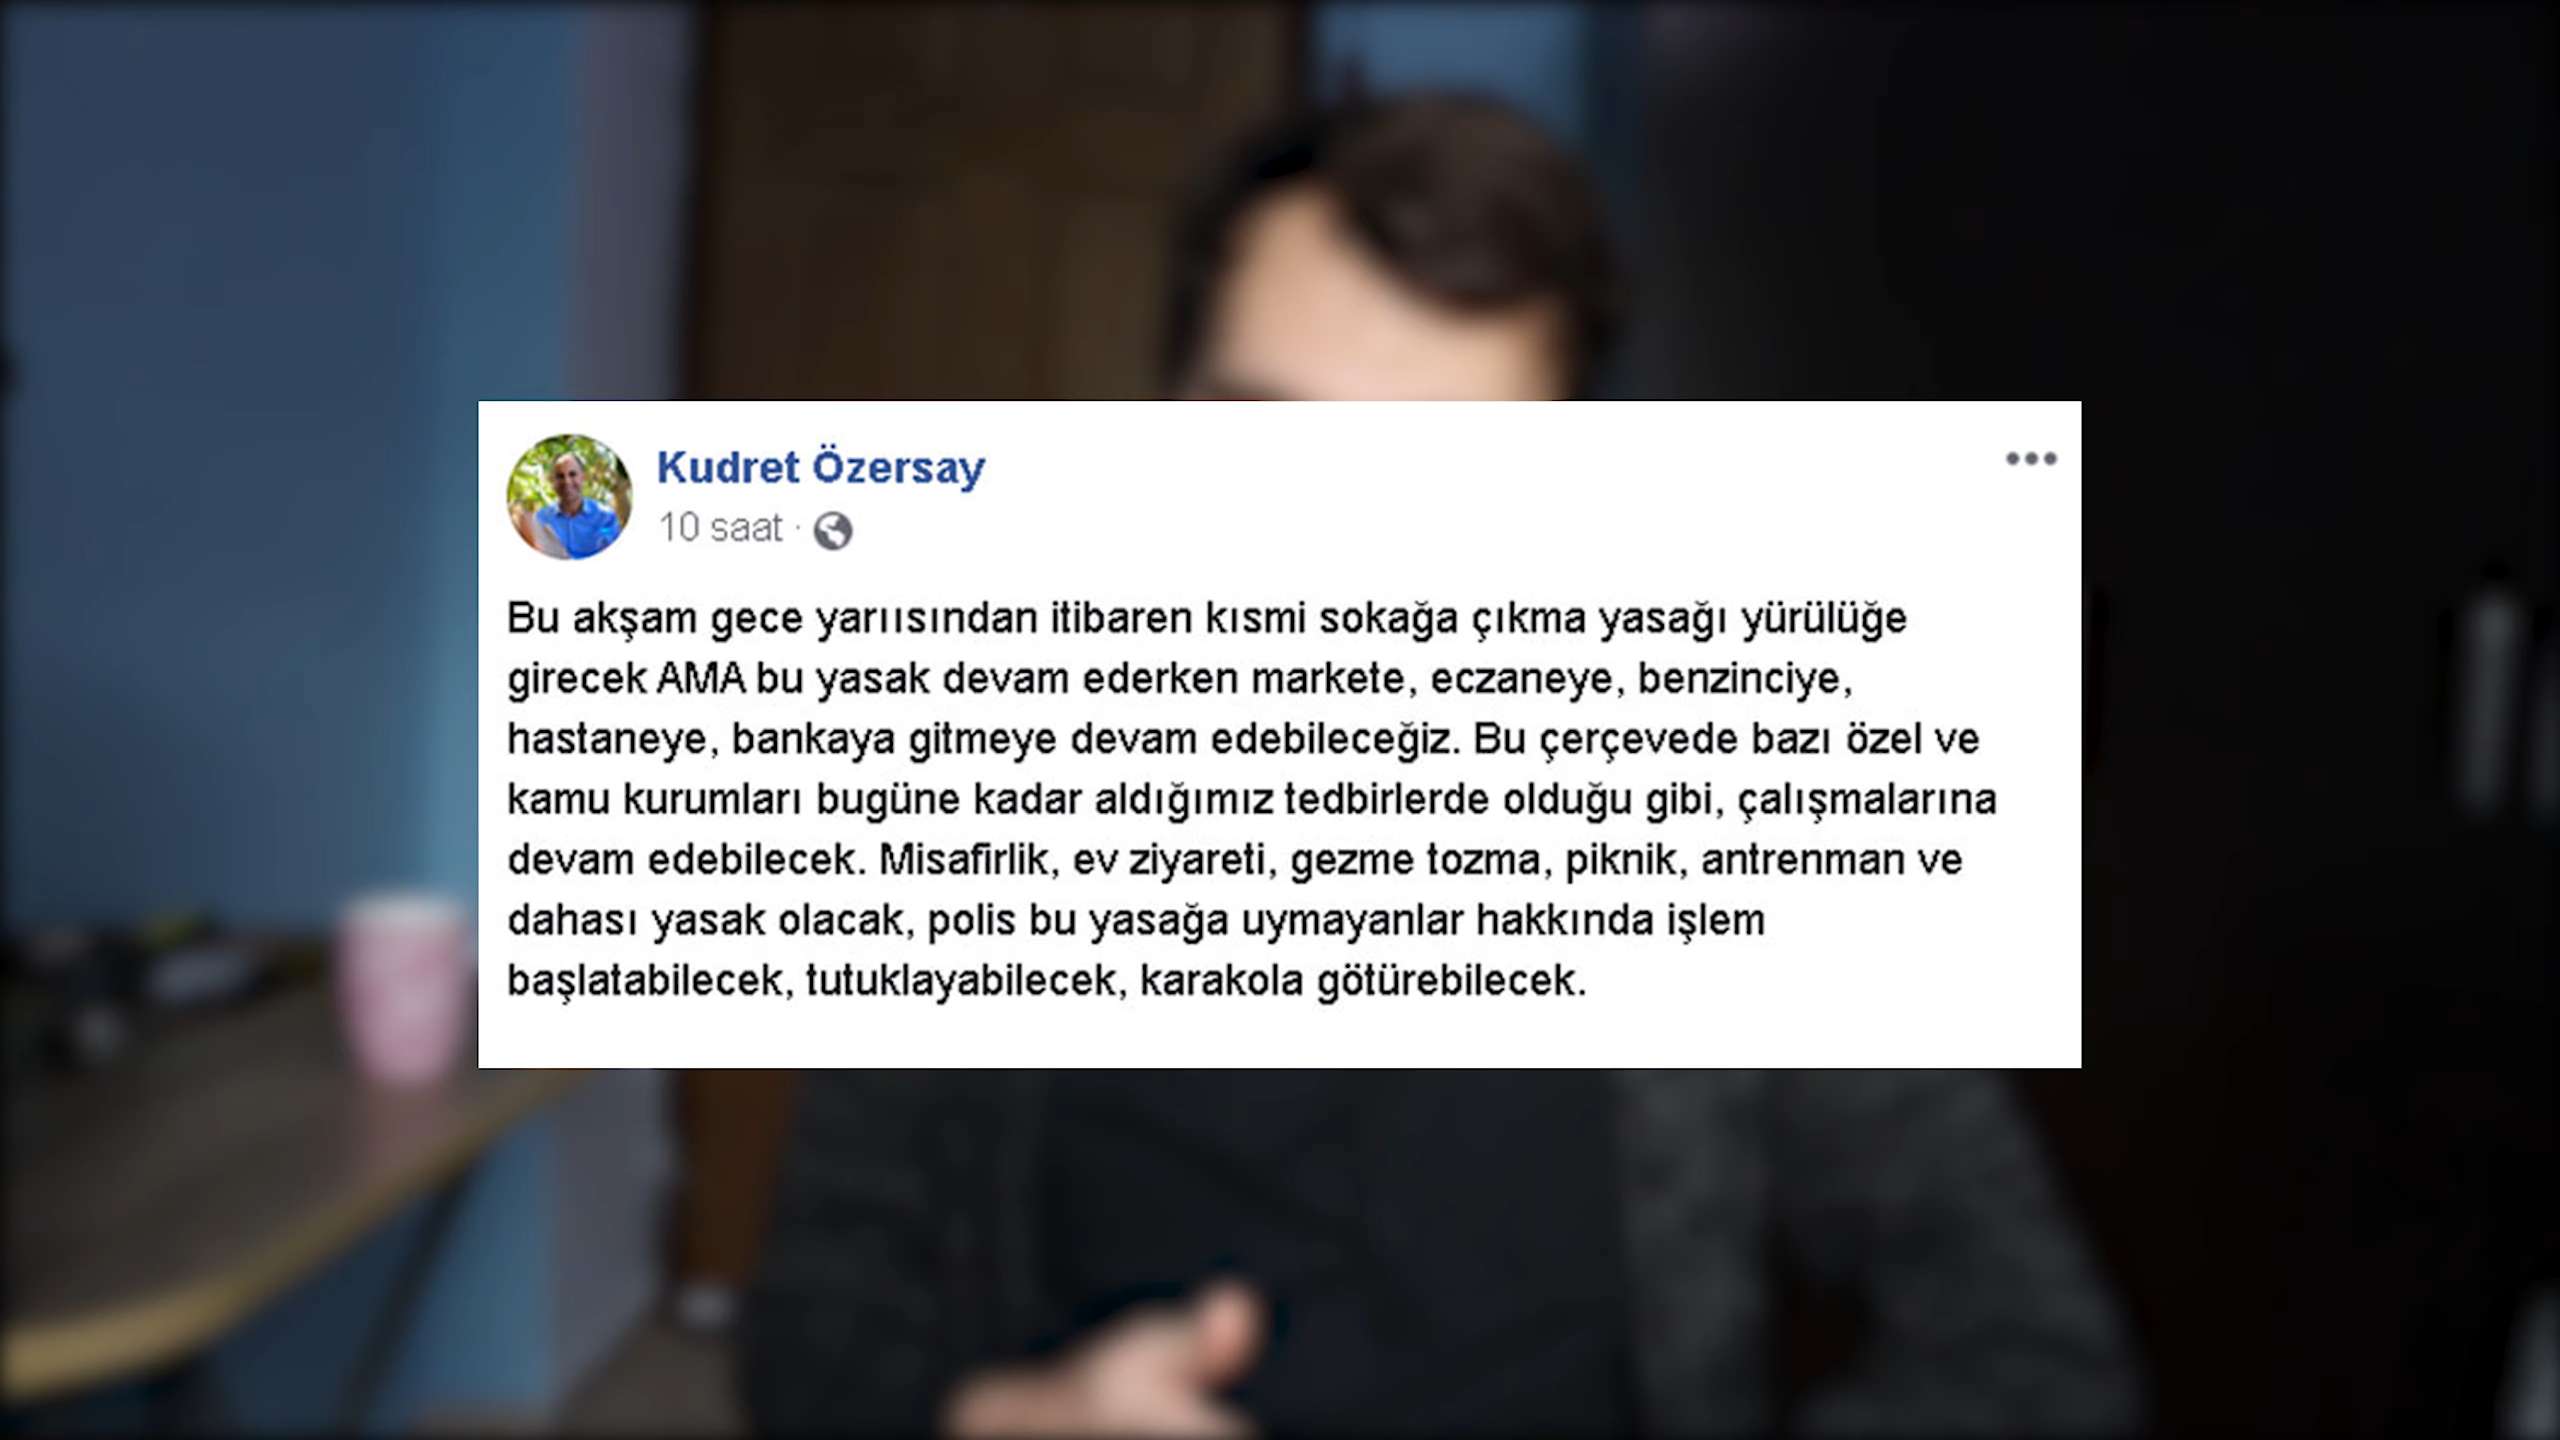 Kudret Özersay
10 saat ·
Bu akşam gece yarıısından itibaren kısmi sokağa çıkma yasağı yürülüğe
girecek AMA bu yasak devam ederken markete, eczaneye, benzinciye,
hastaneye, bankaya gitmeye devam edebileceğiz. Bu çerçevede bazı özel ve
kamu kurumları bugüne kadar aldığımız tedbirlerde olduğu gibi, çalışmalarına
devam edebilecek. Misafirlik, ev ziyareti, gezme tozma, piknik, antrenman ve
dahası yasak olacak, polis bu yasağa uymayanlar hakkında işlem
başlatabilecek, tutuklayabilecek, karakola götürebilecek.